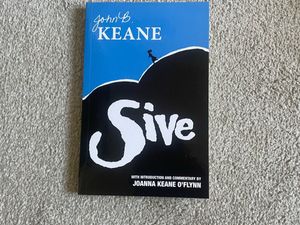 John B.
KEANE
Sive
WITH INTRODUCTION AND COMMENTARY BY
JOANNA KEANE O'FLYNN